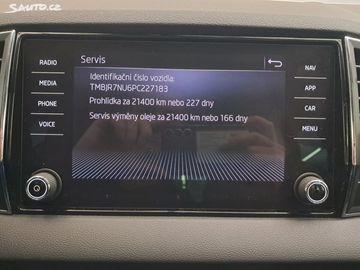 Sauto.cz
RADIO
MEDIA
PHONE
VOICE
Servis
Identifikační číslo vozidla:
TMBJR7NU6PC227183
Prohlídka za 21400 km nebo 227 dny
Servis výměny oleje za 21400 km nebo 166 dny
NAV
APP
CAR
MENU